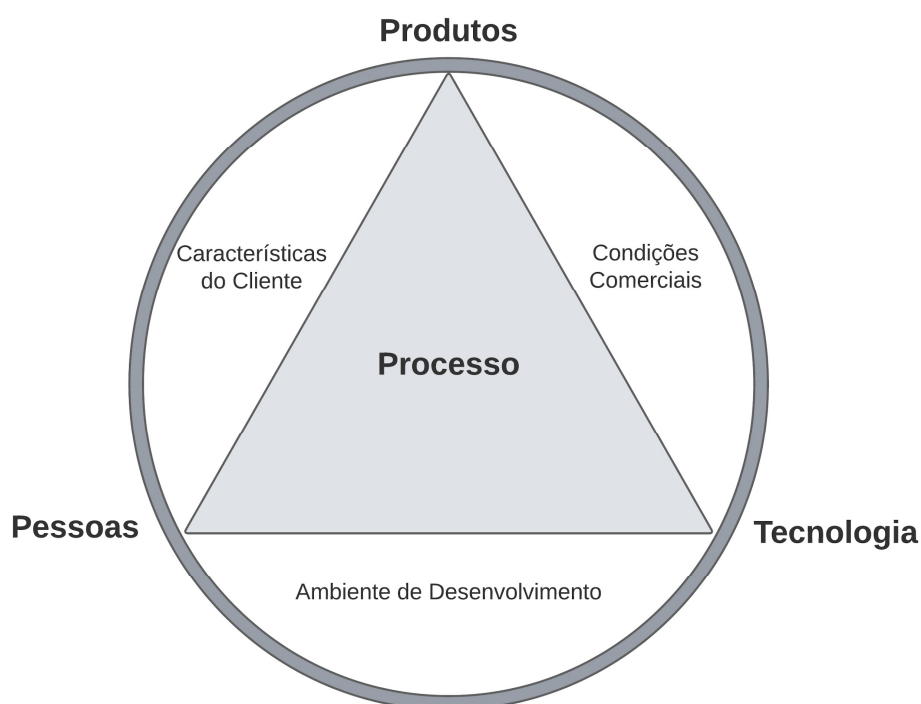 Produtos
Características
do Cliente
Condições
Comerciais
Processo
Pessoas
Tecnologia
Ambiente de Desenvolvimento